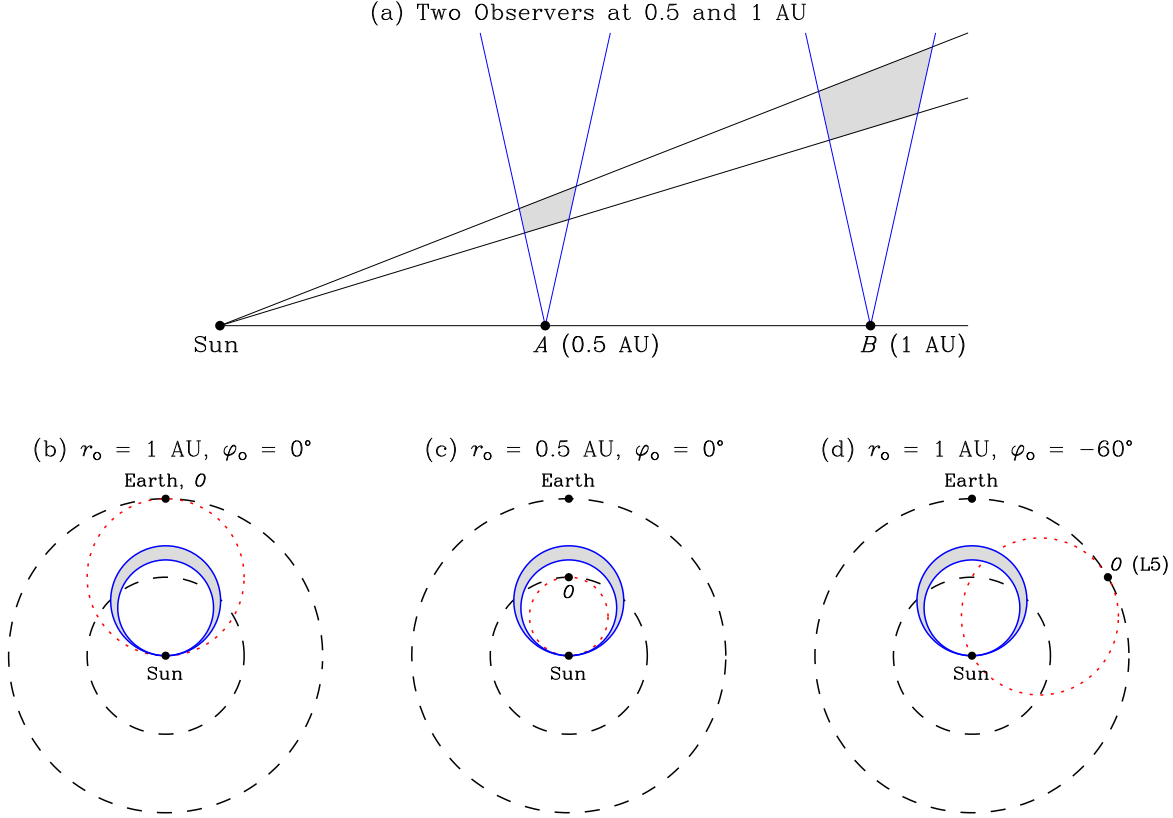 (a) Two Observers at 0.5 and 1 AU
Sun
A (0.5 AU)
B (1 AU)
(b) rₒ = 1 AU, φₒ = 0°
Earth, O
Sun
(c) rₒ = 0.5 AU, φₒ = 0°
Earth
O
Sun
(d) rₒ = 1 AU, φₒ = −60°
Earth
O (L5)
Sun